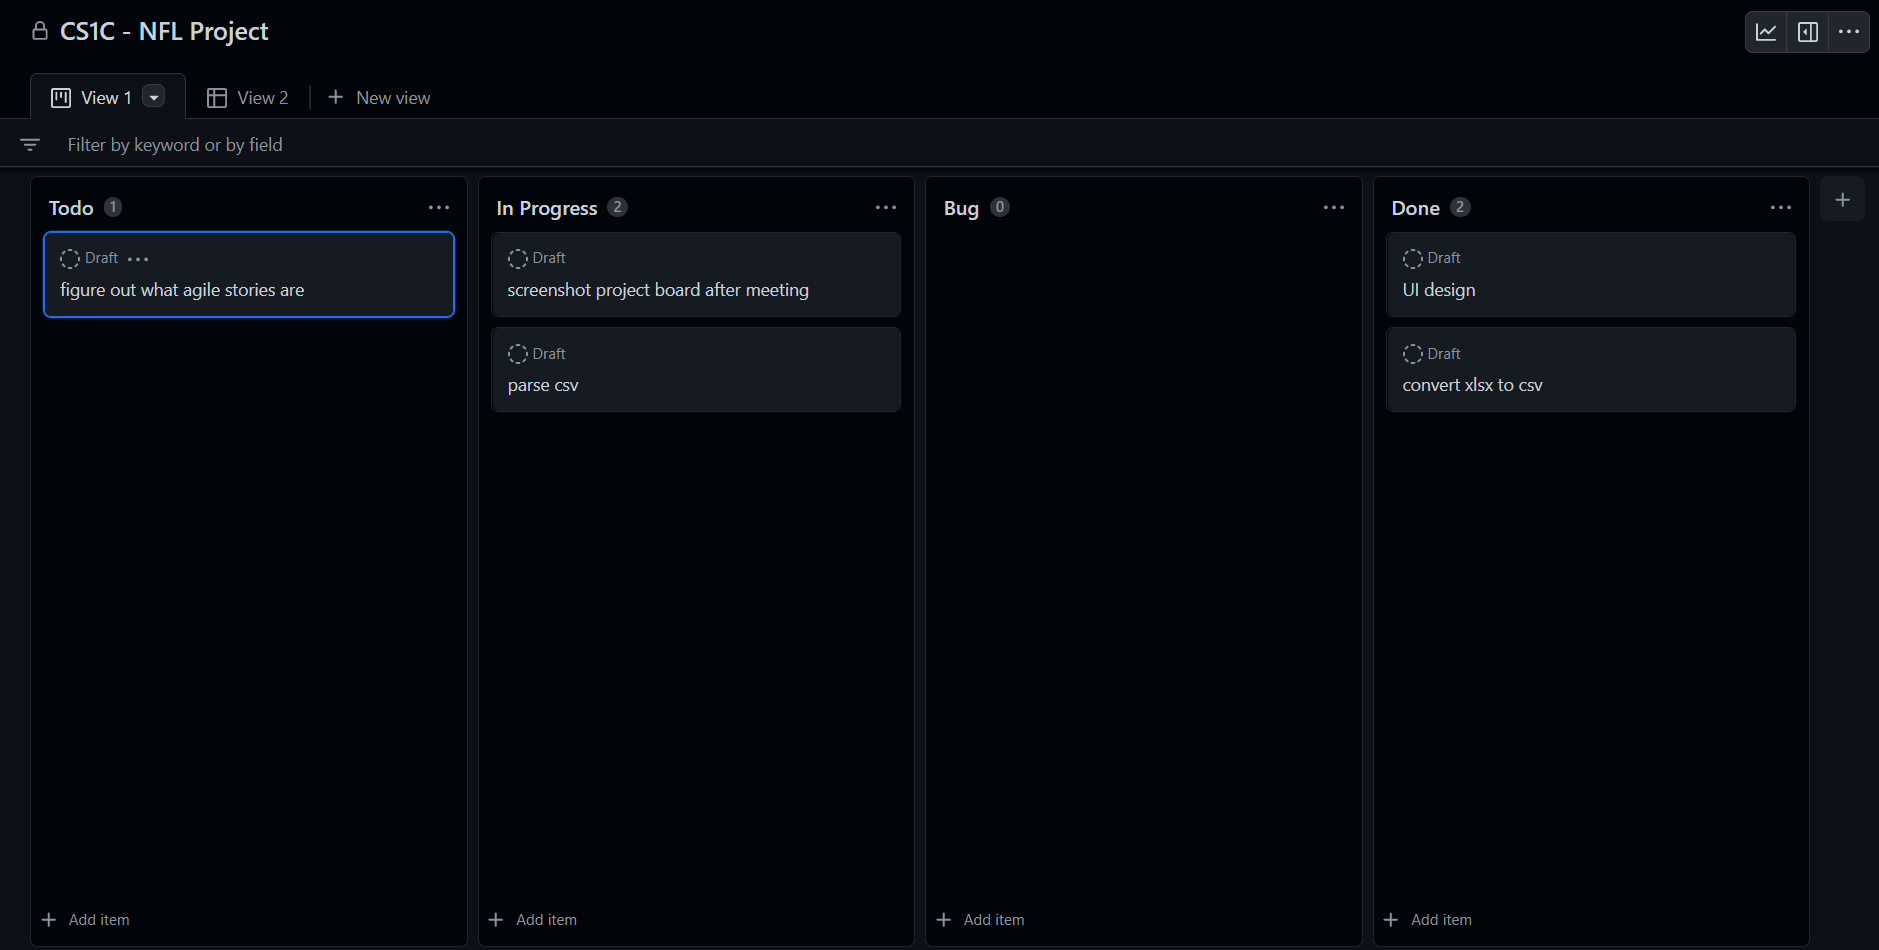 CS1C - NFL Project
View 1
View 2
New view
Filter by keyword or by field
Todo 1
Draft
figure out what agile stories are
Add item
In Progress 2
Draft
screenshot project board after meeting
Draft
parse csv
Add item
Bug 0
Add item
Done 2
Draft
UI design
Draft
convert xlsx to csv
Add item